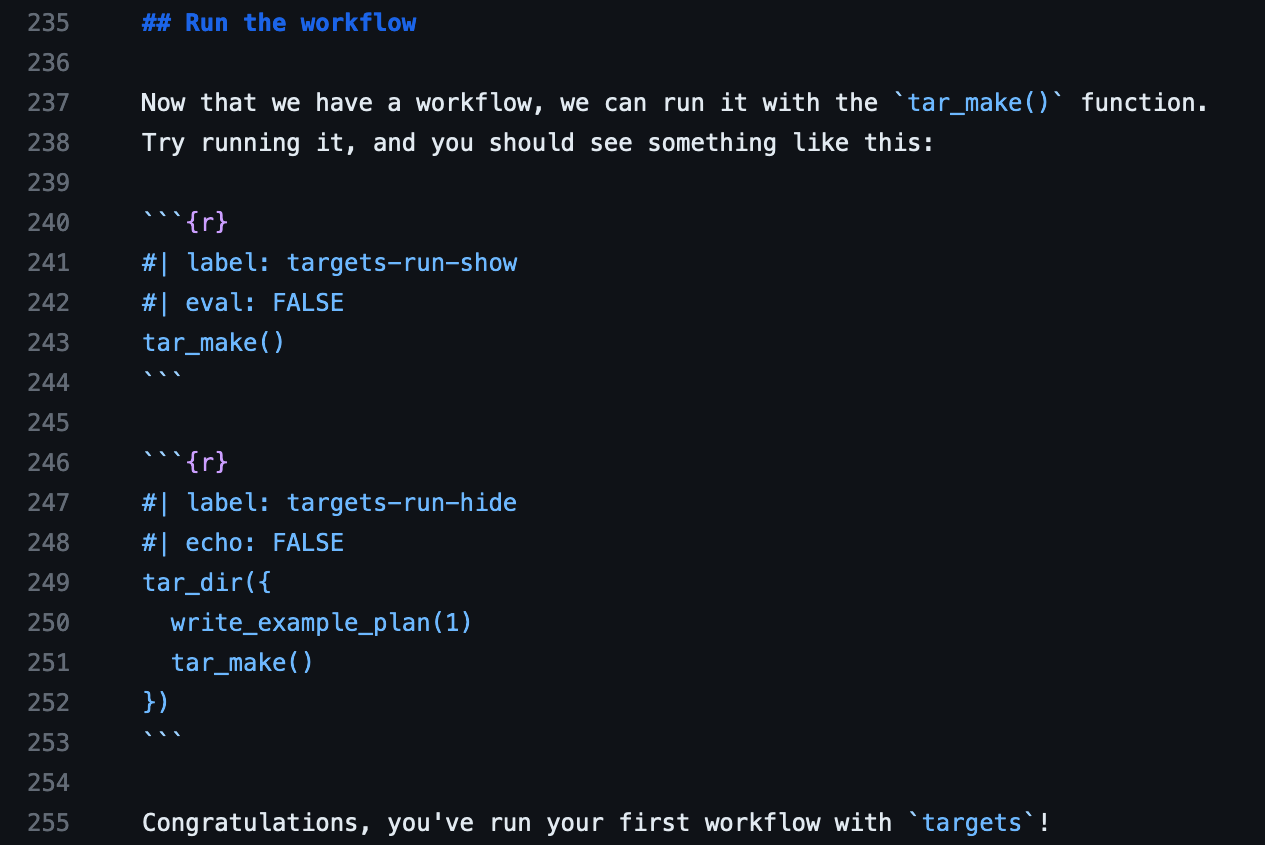 235 ## Run the workflow
236
237 Now that we have a workflow, we can run it with the `tar_make()` function.
238 Try running it, and you should see something like this:
239
240 ```{r}
241 #| label: targets-run-show
242 #| eval: FALSE
243 tar_make()
244 ```
245
246 ```{r}
247 #| label: targets-run-hide
248 #| echo: FALSE
249 tar_dir({
250   write_example_plan(1)
251   tar_make()
252 })
253 ```
254
255 Congratulations, you've run your first workflow with `targets`!